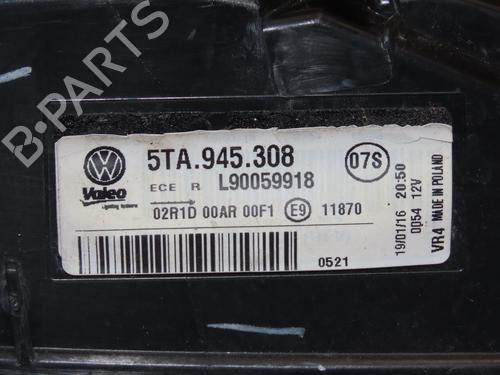 B-PARTS
5TA.945.308
07S
Valeo
Lighting Systems
ECE R L90059918
02R1D 00AR 00F1 E9 11870
0521
19/01/16 20:50
0054 12V
VR4 MADE IN POLAND